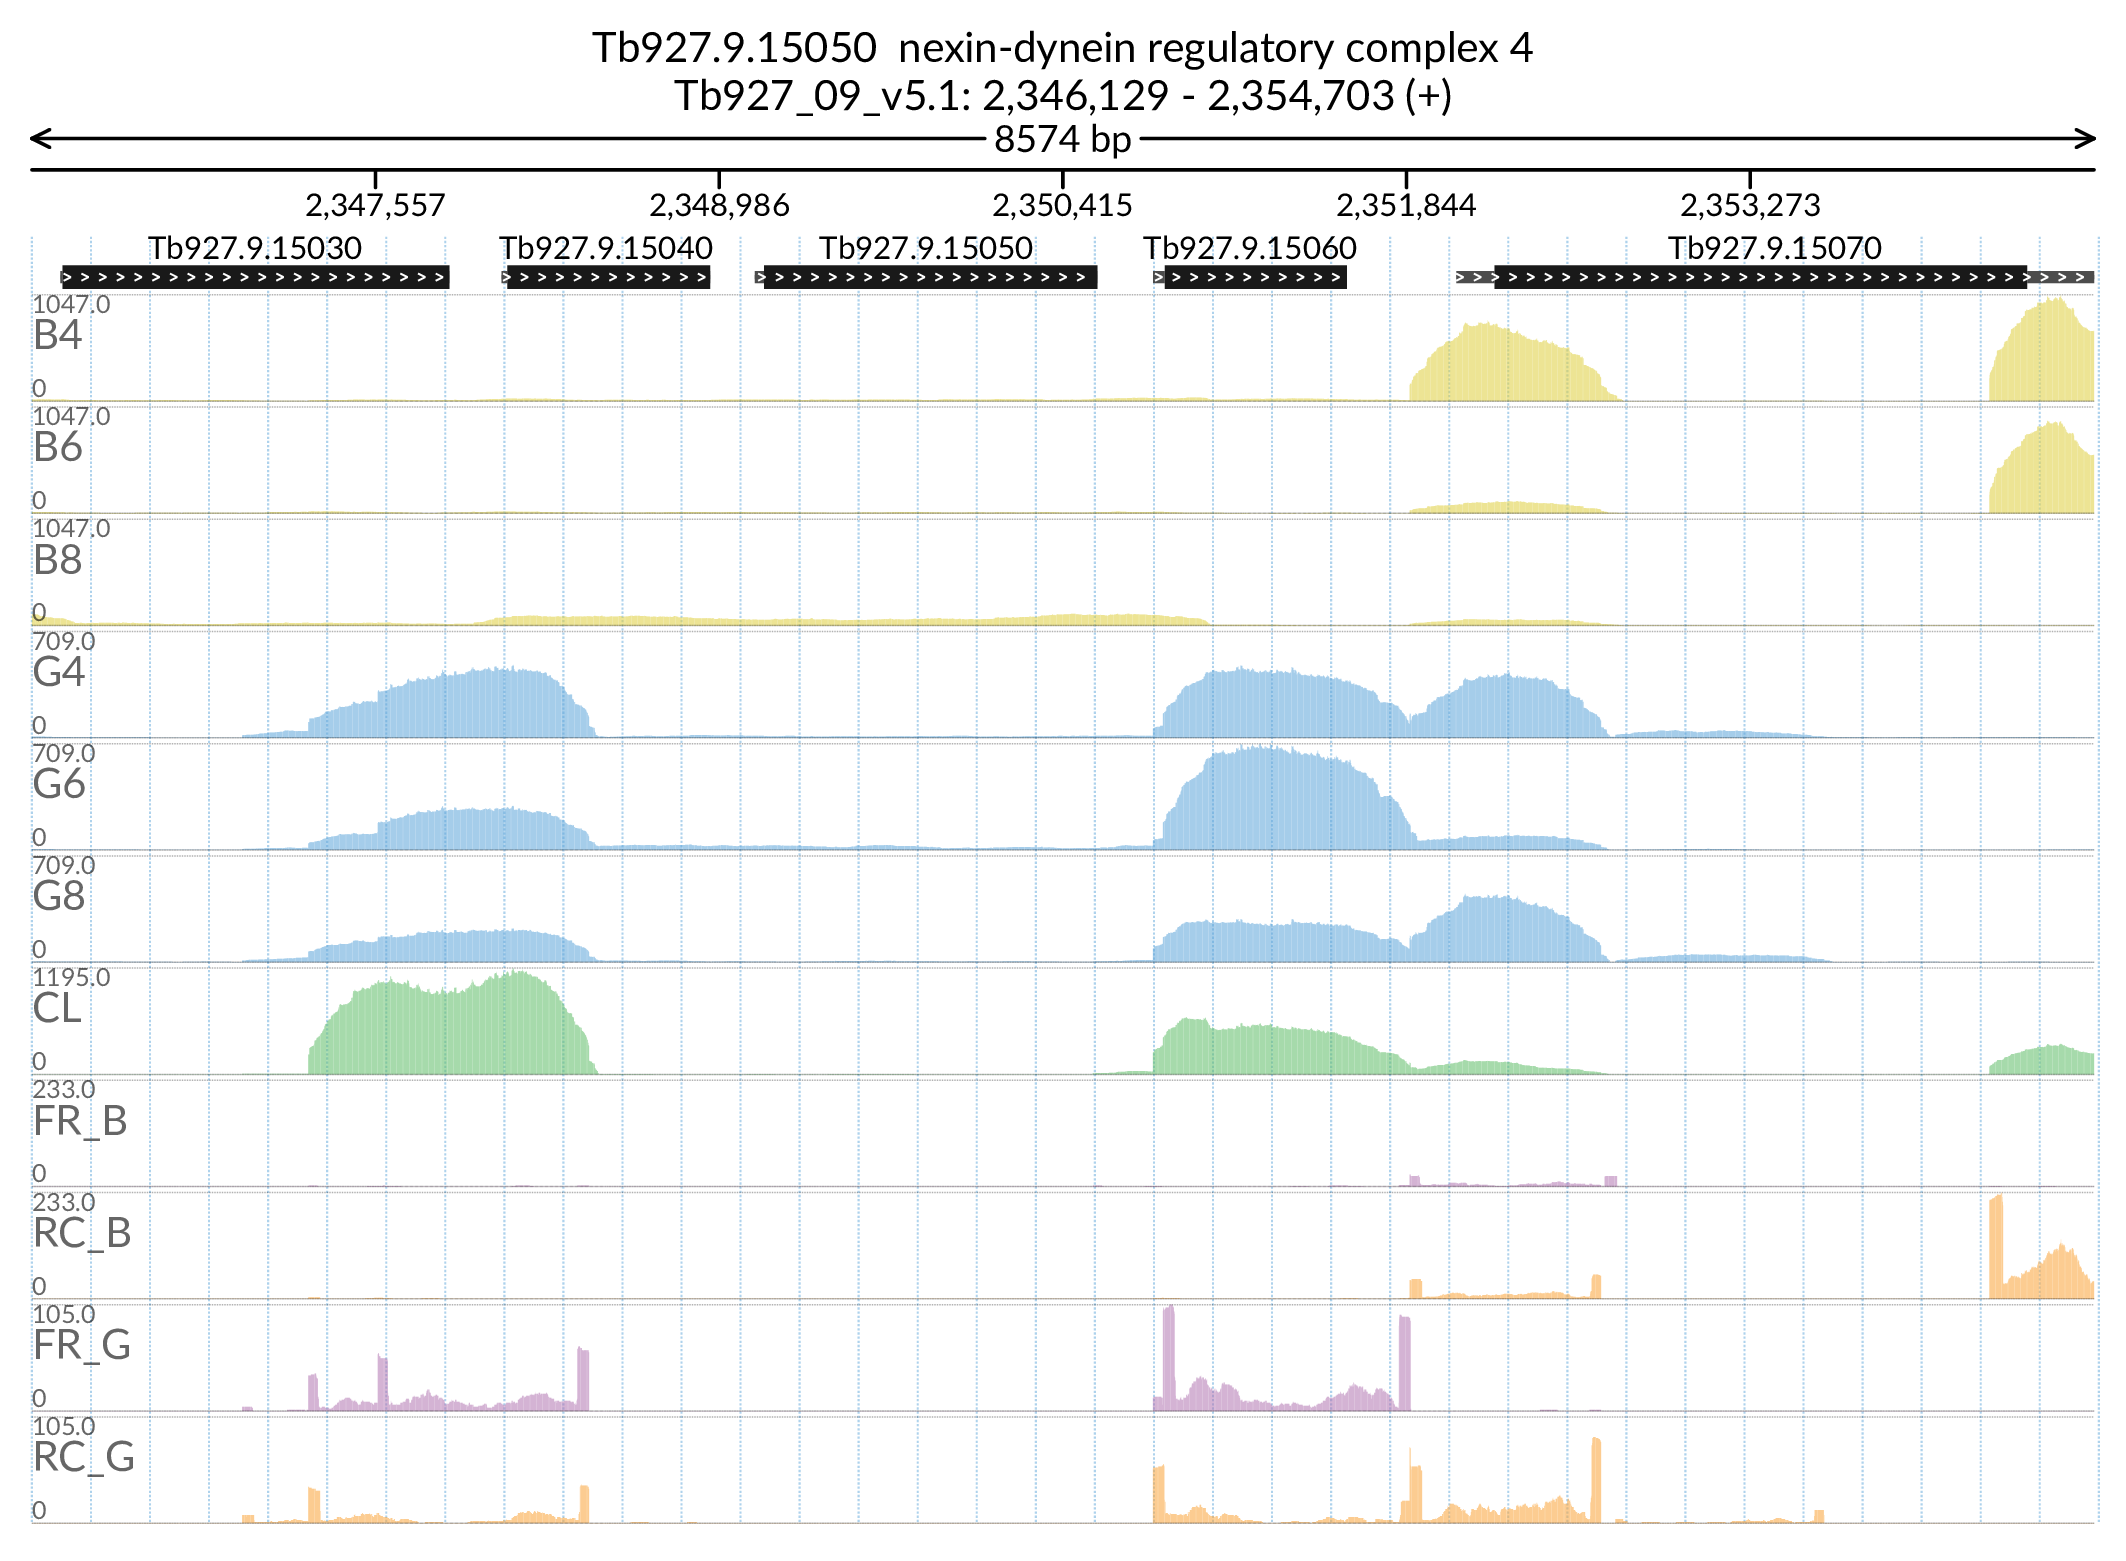 Tb927.9.15050 nexin-dynein regulatory complex 4
Tb927_09_v5.1: 2,346,129 - 2,354,703 (+)
8574 bp
2,347,557 2,348,986 2,350,415 2,351,844 2,353,273
Tb927.9.15030 Tb927.9.15040 Tb927.9.15050 Tb927.9.15060 Tb927.9.15070
1047.0
B4
0
1047.0
B6
0
1047.0
B8
0
709.0
G4
0
709.0
G6
0
709.0
G8
0
1195.0
CL
0
233.0
FR_B
0
233.0
RC_B
0
105.0
FR_G
0
105.0
RC_G
0